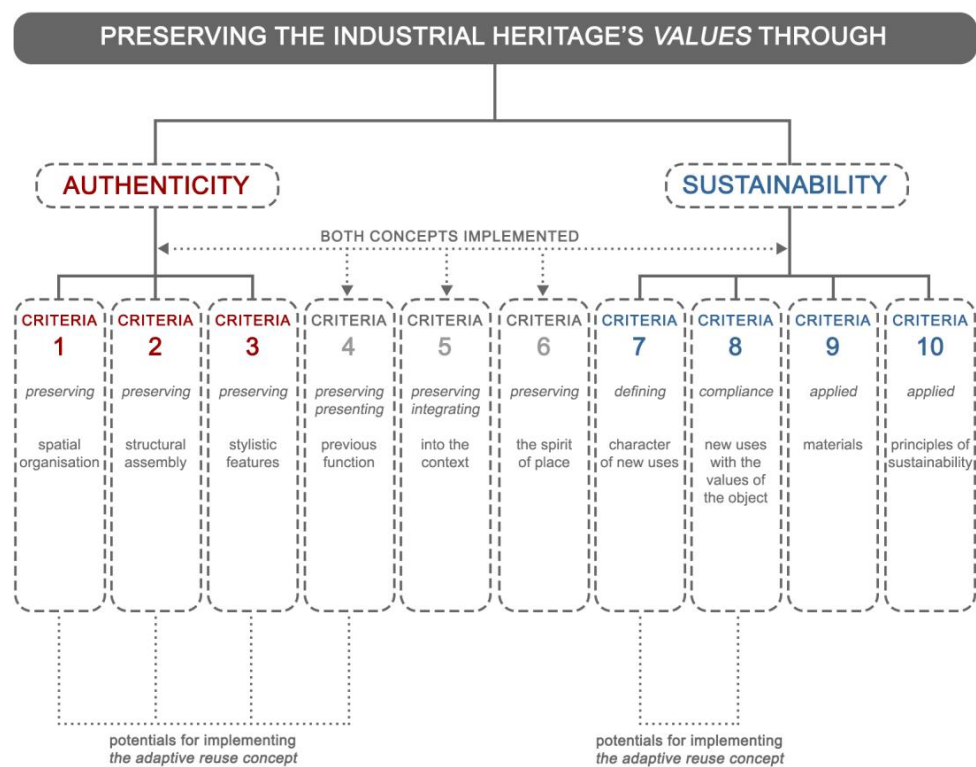 PRESERVING THE INDUSTRIAL HERITAGE'S VALUES THROUGH
AUTHENTICITY
SUSTAINABILITY
BOTH CONCEPTS IMPLEMENTED
CRITERIA
1
preserving
spatial
organisation
CRITERIA
2
preserving
structural
assembly
CRITERIA
3
preserving
stylistic
features
CRITERIA
4
preserving
presenting
previous
function
CRITERIA
5
preserving
integrating
into the
context
CRITERIA
6
preserving
the spirit
of place
CRITERIA
7
defining
character
of new uses
CRITERIA
8
compliance
new uses
with the
values of
the object
CRITERIA
9
applied
materials
CRITERIA
10
applied
principles of
sustainability
potentials for implementing
the adaptive reuse concept
potentials for implementing
the adaptive reuse concept